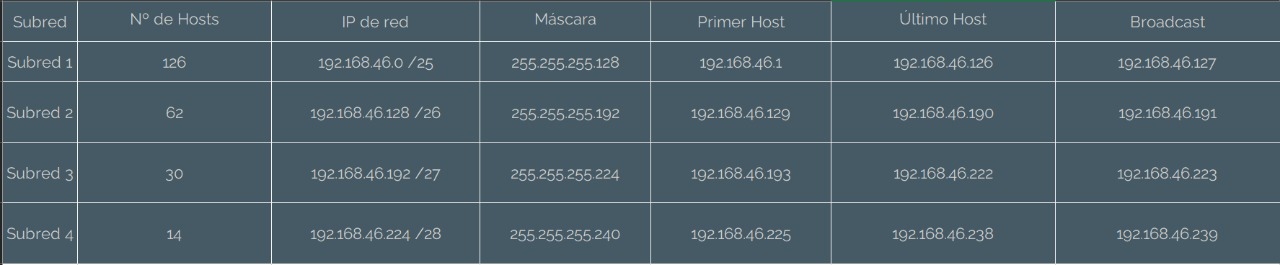 Subred Nº de Hosts IP de red Máscara Primer Host Último Host Broadcast
Subred 1 126 192.168.46.0 /25 255.255.255.128 192.168.46.1 192.168.46.126 192.168.46.127
Subred 2 62 192.168.46.128 /26 255.255.255.192 192.168.46.129 192.168.46.190 192.168.46.191
Subred 3 30 192.168.46.192 /27 255.255.255.224 192.168.46.193 192.168.46.222 192.168.46.223
Subred 4 14 192.168.46.224 /28 255.255.255.240 192.168.46.225 192.168.46.238 192.168.46.239